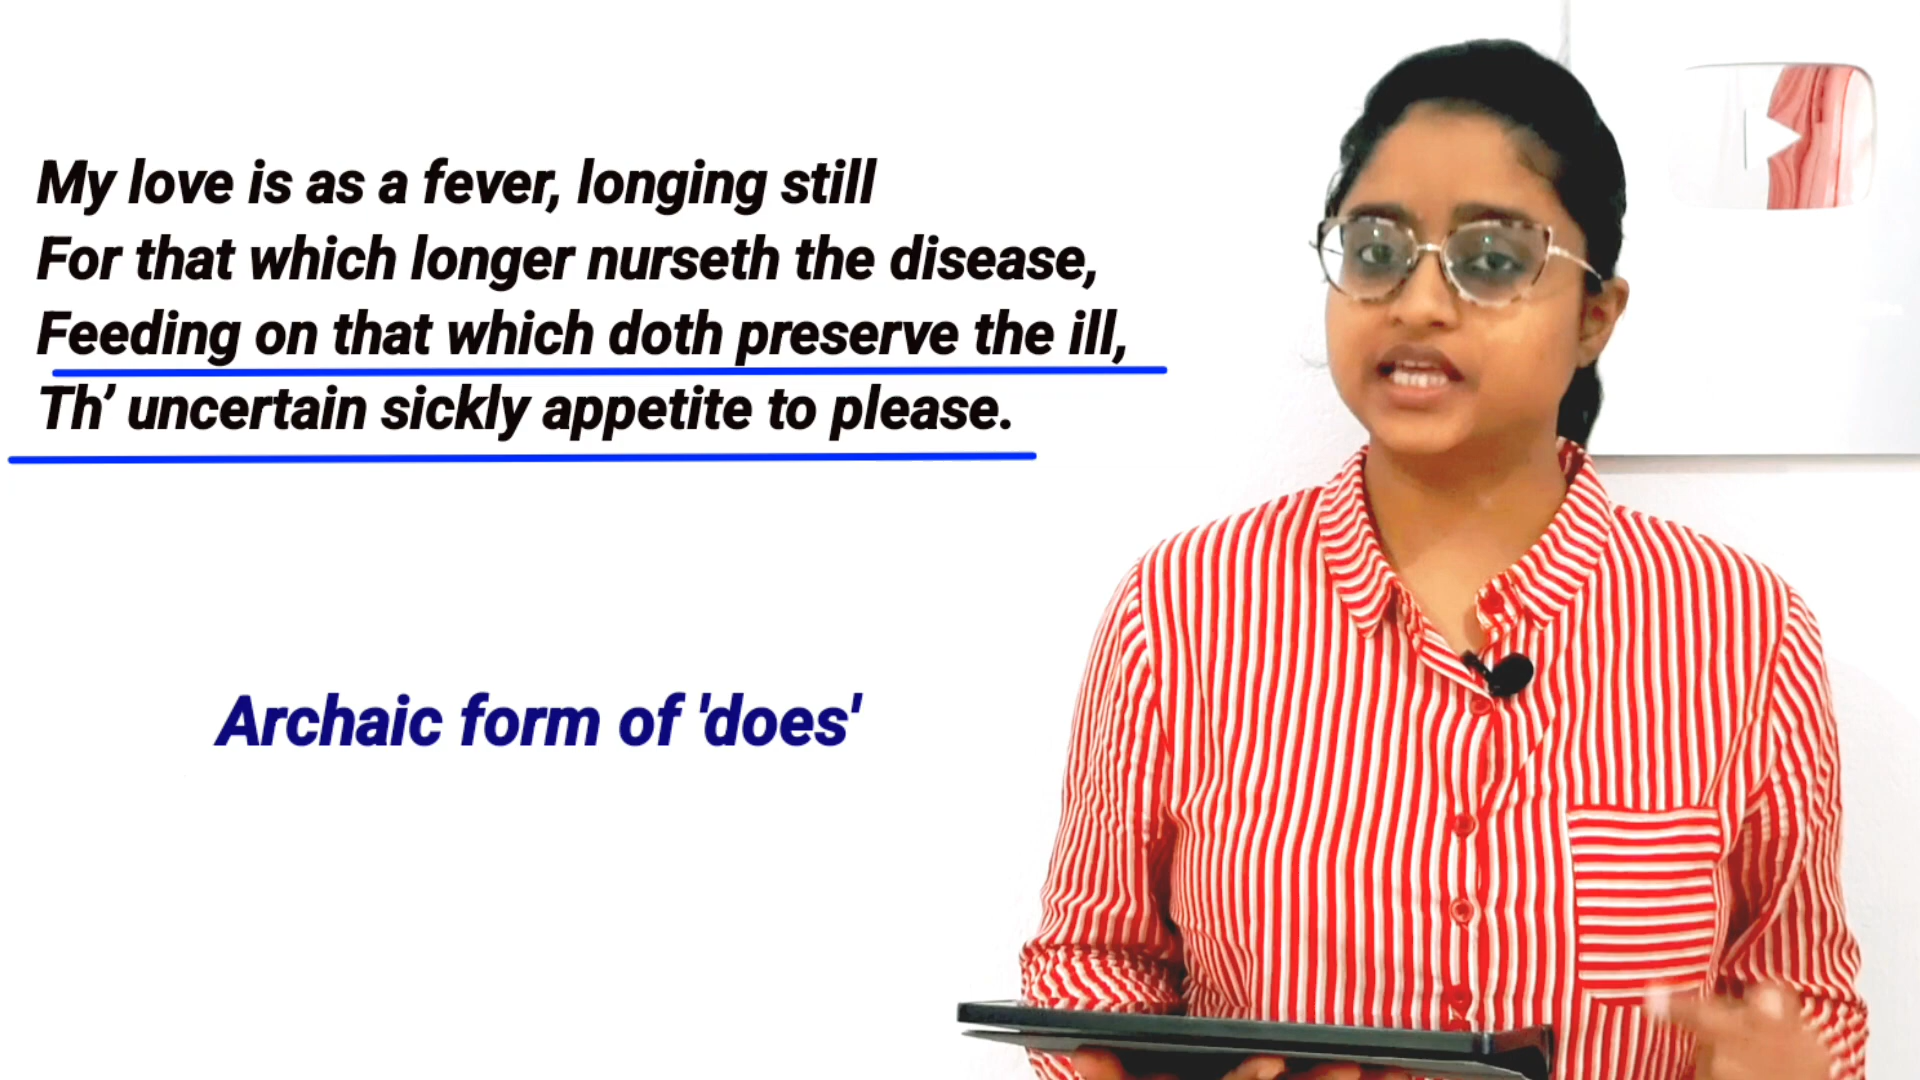 My love is as a fever, longing still
For that which longer nurseth the disease,
Feeding on that which doth preserve the ill,
Th’ uncertain sickly appetite to please.
Archaic form of 'does'